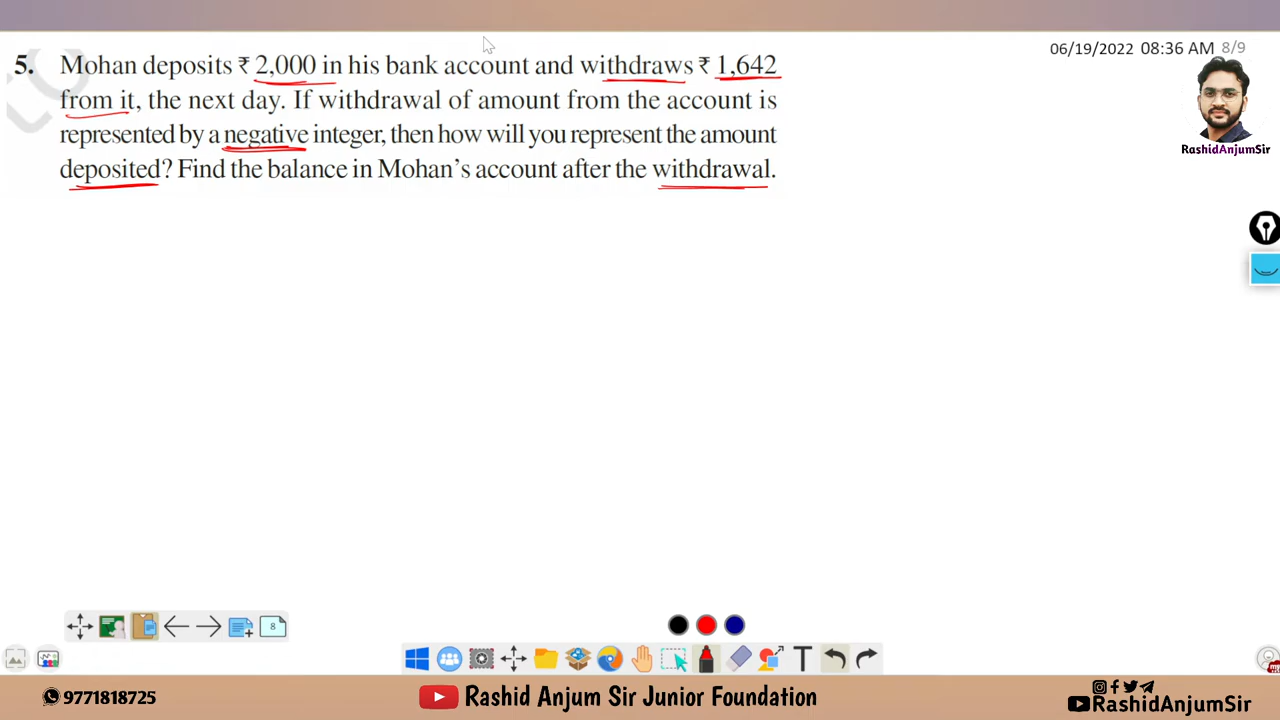 06/19/2022 08:36 AM 8/9
5. Mohan deposits ₹ 2,000 in his bank account and withdraws ₹ 1,642
from it, the next day. If withdrawal of amount from the account is
represented by a negative integer, then how will you represent the amount
deposited? Find the balance in Mohan's account after the withdrawal.
RashidAnjumSir
8
T
9771818725
Rashid Anjum Sir Junior Foundation
RashidAnjumSir